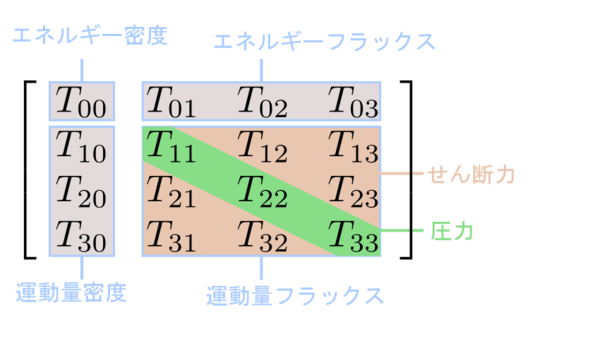 エネルギー密度
エネルギーフラックス
T00 T01 T02 T03
T10 T11 T12 T13
せん断力
T20 T21 T22 T23
圧力
T30 T31 T32 T33
運動量密度
運動量フラックス